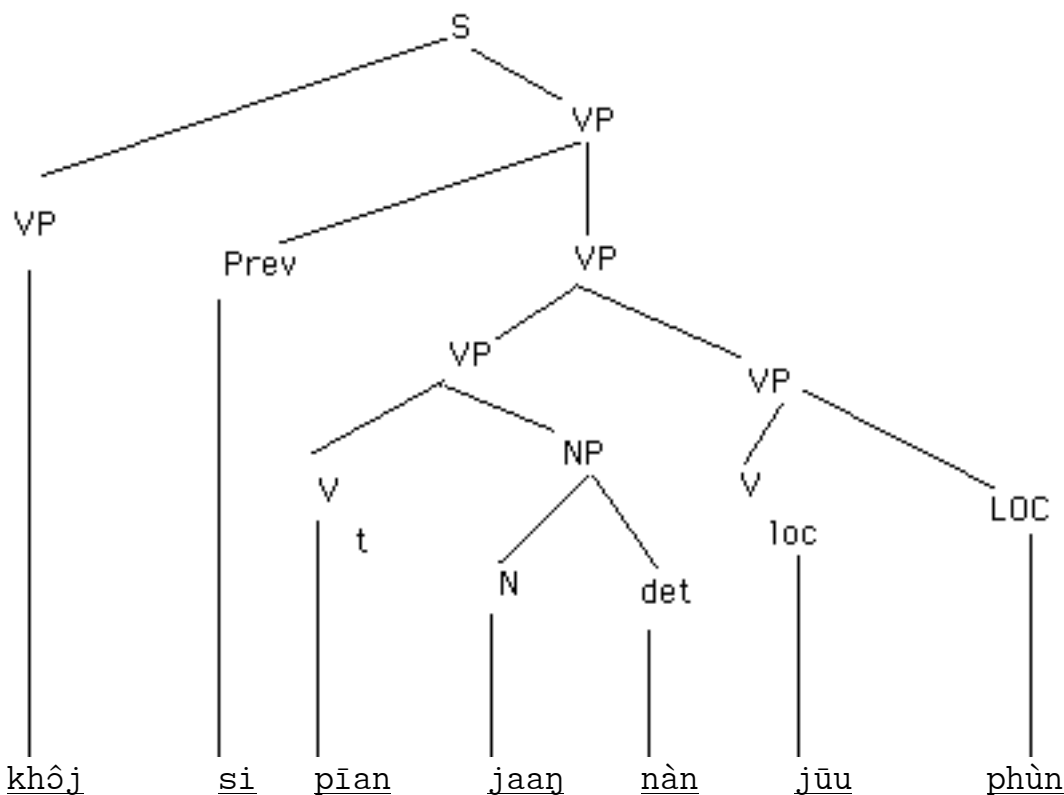 S
VP
VP
Prev VP
VP VP
NP
V t V loc LOC
N det
khôj si pīan jaaŋ nàn jūu phùn